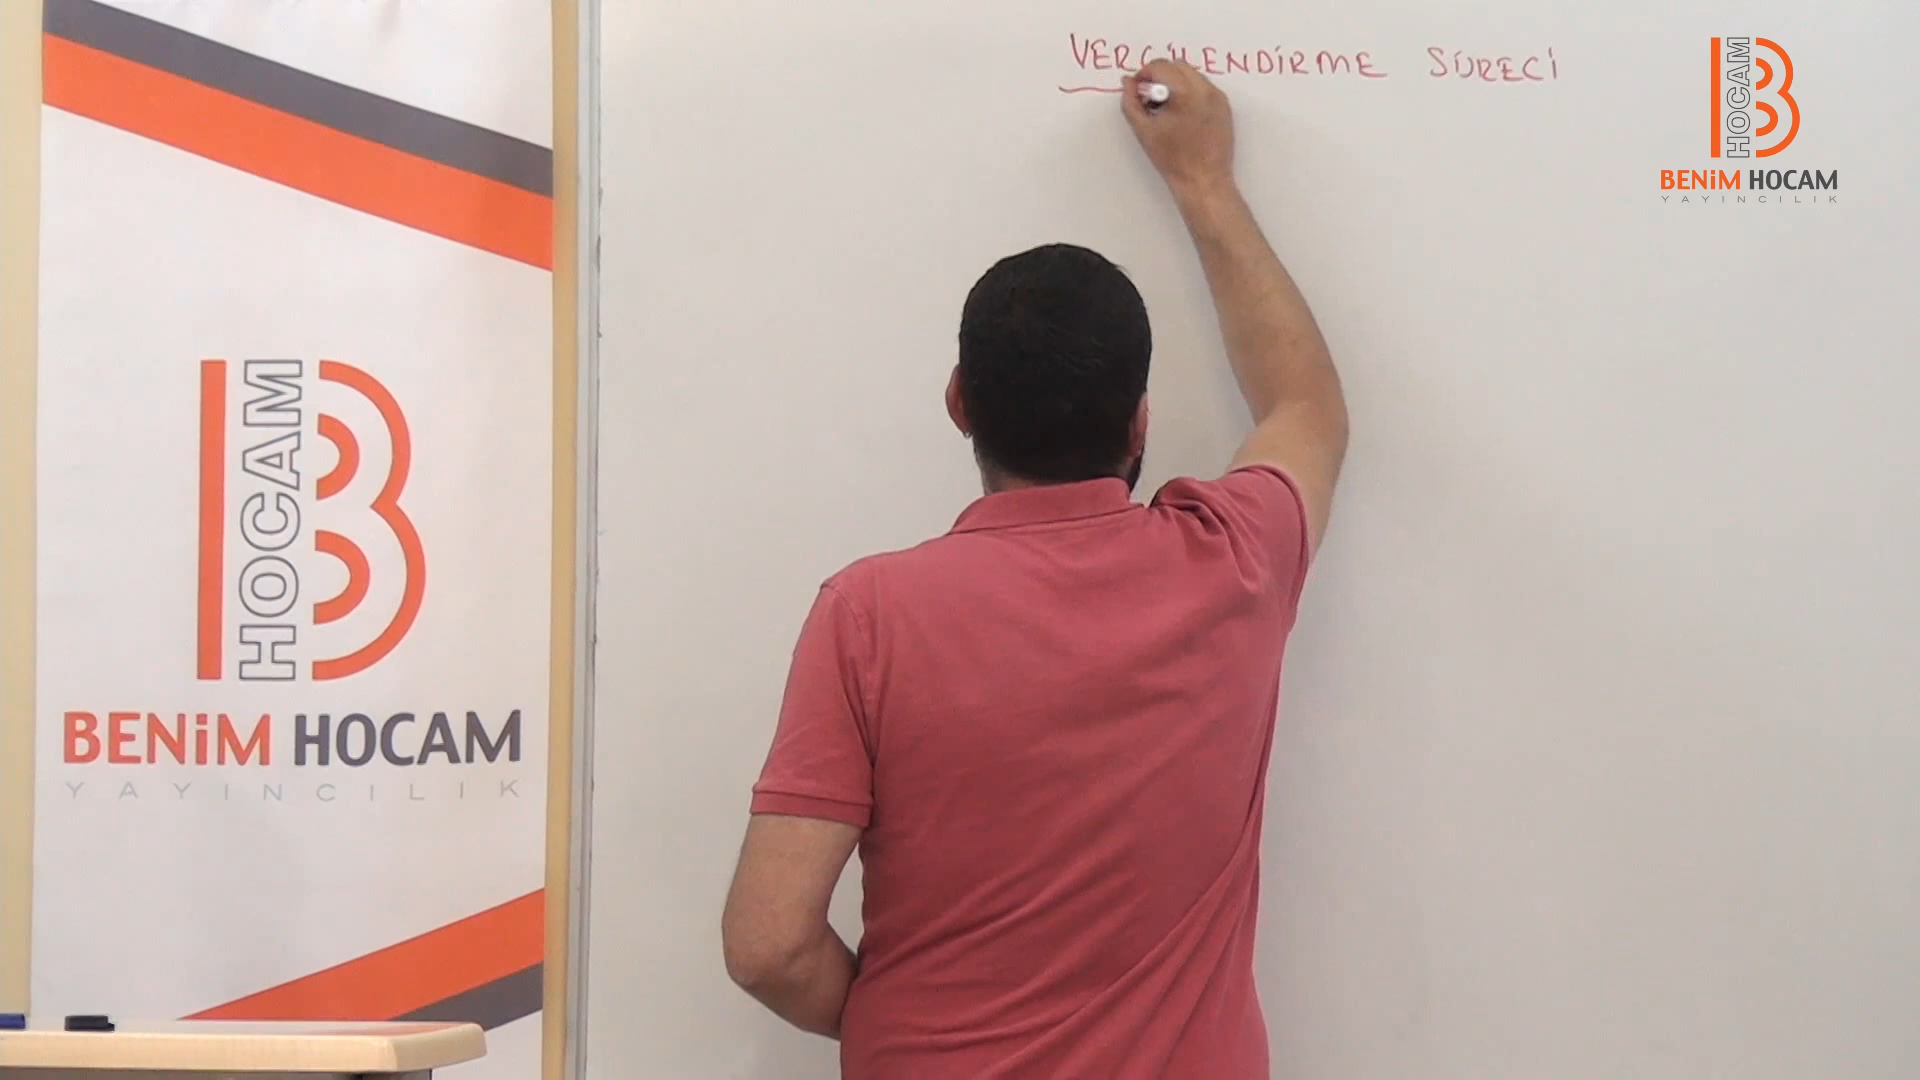 VERGİLENDİRME SÜRECİ
HOCAM
B
BENİM HOCAM
YAYINCILIK
HOCAM
B
BENİM HOCAM
YAYINCILIK